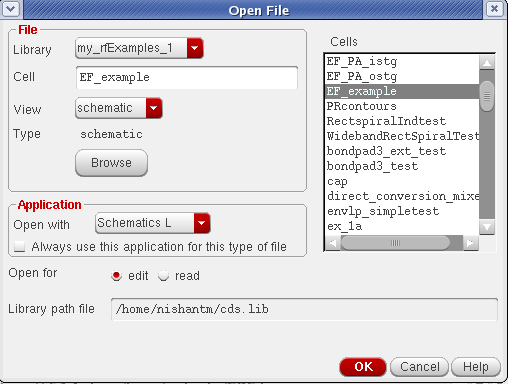 Open File
File
Library my_rfExamples_1
Cell EF_example
View schematic
Type schematic
Browse
Application
Open with Schematics L
Always use this application for this type of file
Open for edit read
Library path file /home/nishantm/cds.lib
Cells
EF_PA_istg
EF_PA_ostg
EF_example
PRcontours
RectspiralIndtest
WidebandRectSpiralTest
bondpad3_ext_test
bondpad3_test
cap
direct_conversion_mixe
envlp_simpletest
ex_1a
OK Cancel Help